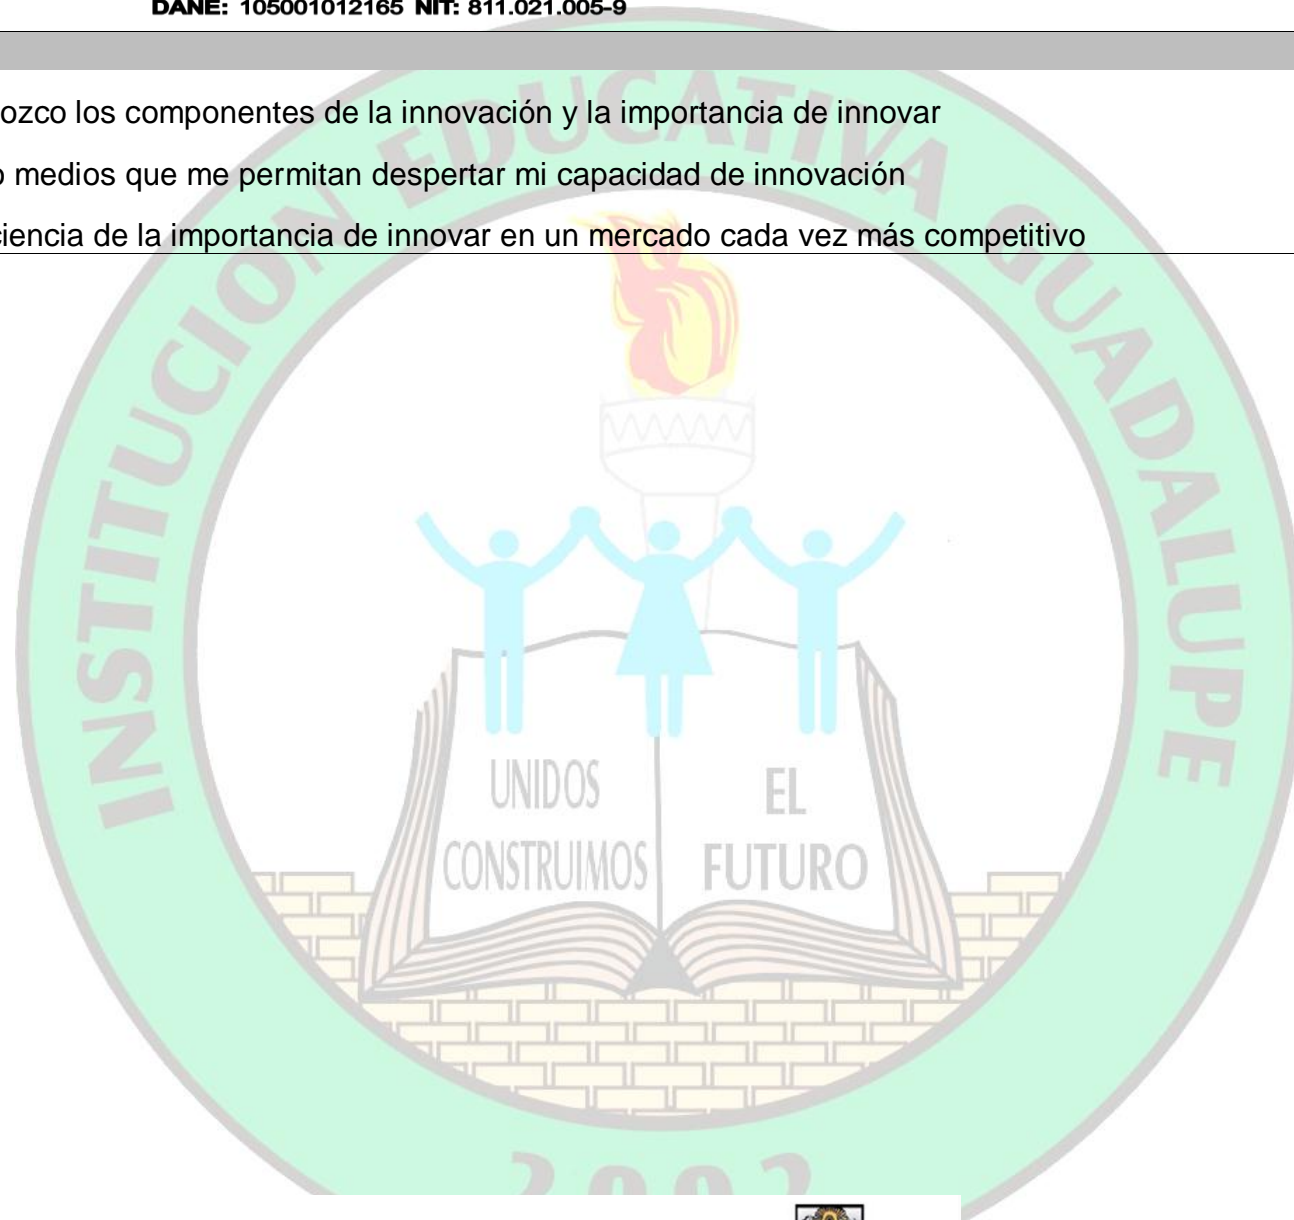 DANE: 105001012165 NIT: 811.021.005-9
ozco los componentes de la innovación y la importancia de innovar
o medios que me permitan despertar mi capacidad de innovación
ciencia de la importancia de innovar en un mercado cada vez más competitivo
INSTITUCION EDUCATIVA GUADALUPE
UNIDOS
CONSTRUIMOS
EL
FUTURO
2002